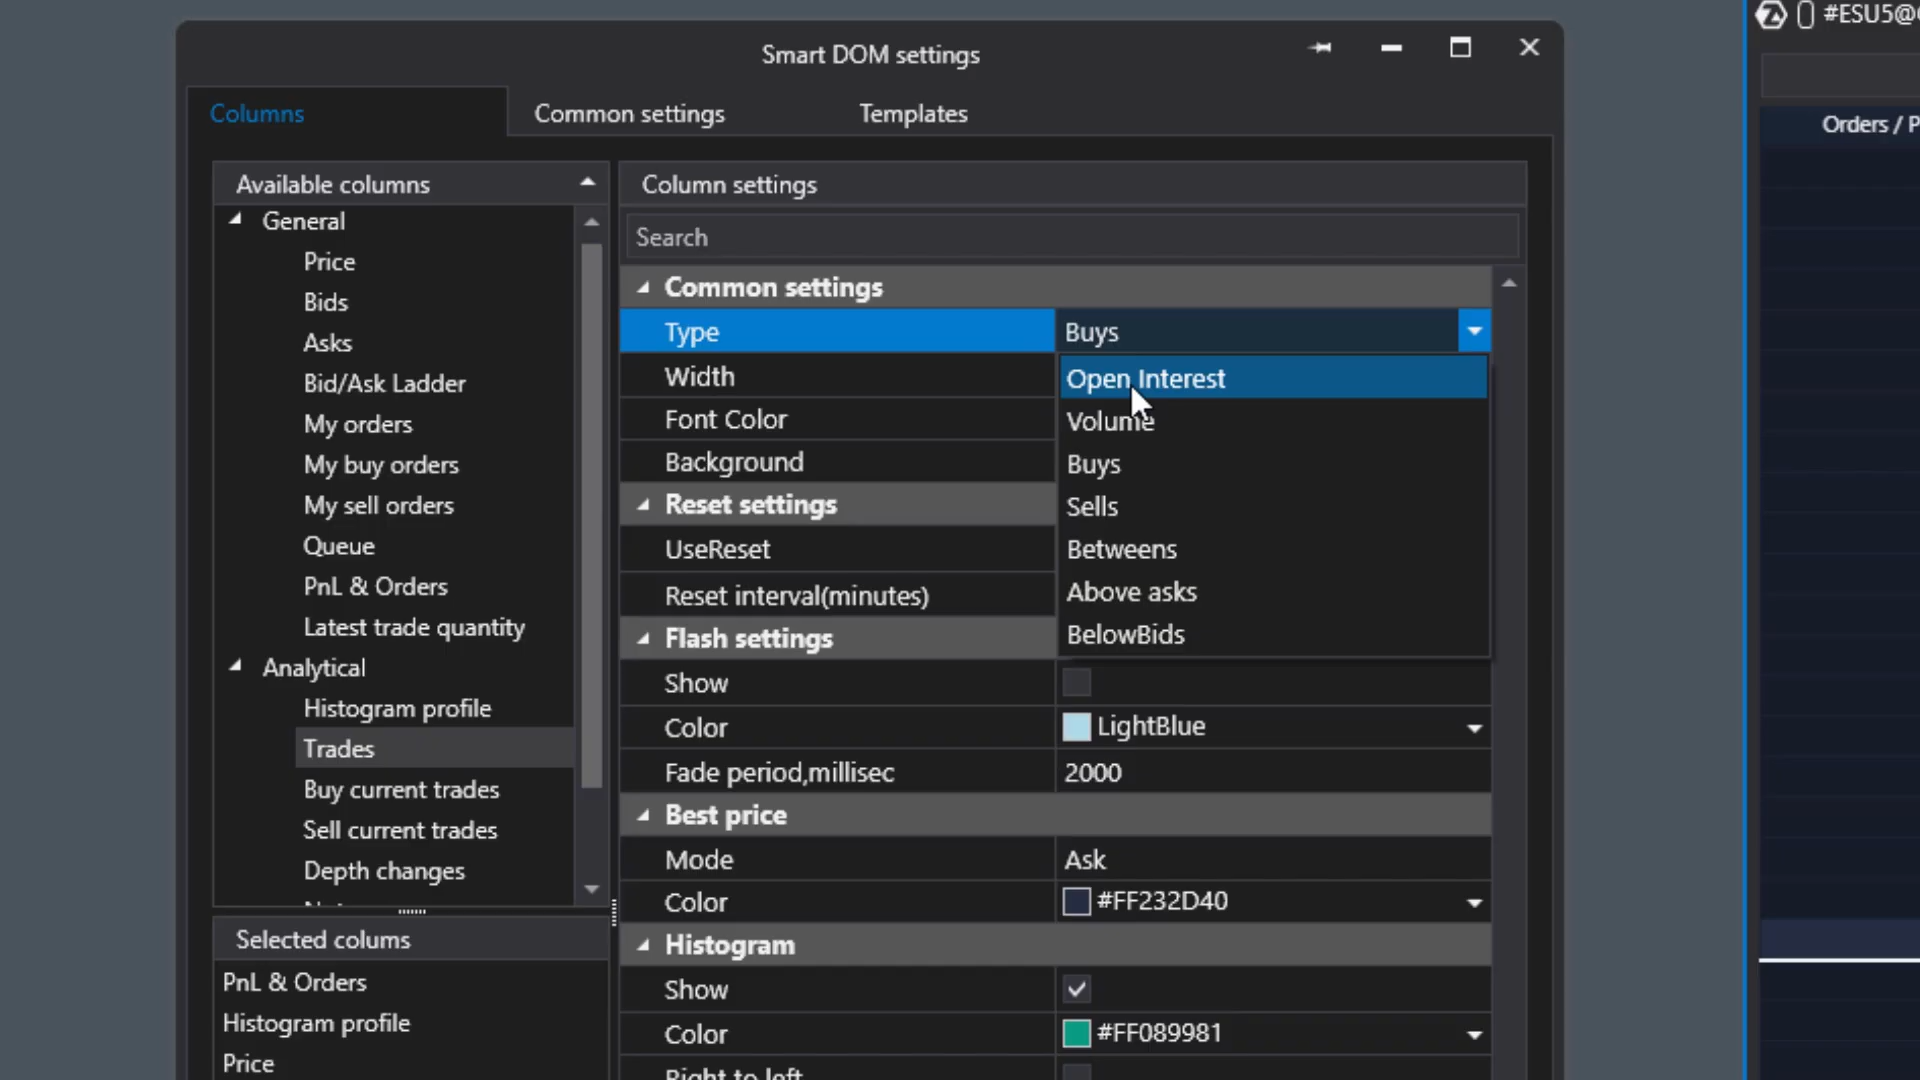 Smart DOM settings
#ESU5@
Columns
Common settings
Templates
Orders / P
Available columns
General
Price
Bids
Asks
Bid/Ask Ladder
My orders
My buy orders
My sell orders
Queue
PnL & Orders
Latest trade quantity
Analytical
Histogram profile
Trades
Buy current trades
Sell current trades
Depth changes
Selected colums
PnL & Orders
Histogram profile
Price
Column settings
Search
Common settings
Type Buys
Width
Font Color
Background
Open Interest
Volume
Buys
Sells
Betweens
Above asks
BelowBids
Reset settings
UseReset
Reset interval(minutes)
Flash settings
Show
Color LightBlue
Fade period,millisec 2000
Best price
Mode Ask
Color #FF232D40
Histogram
Show
Color #FF089981
Right to left